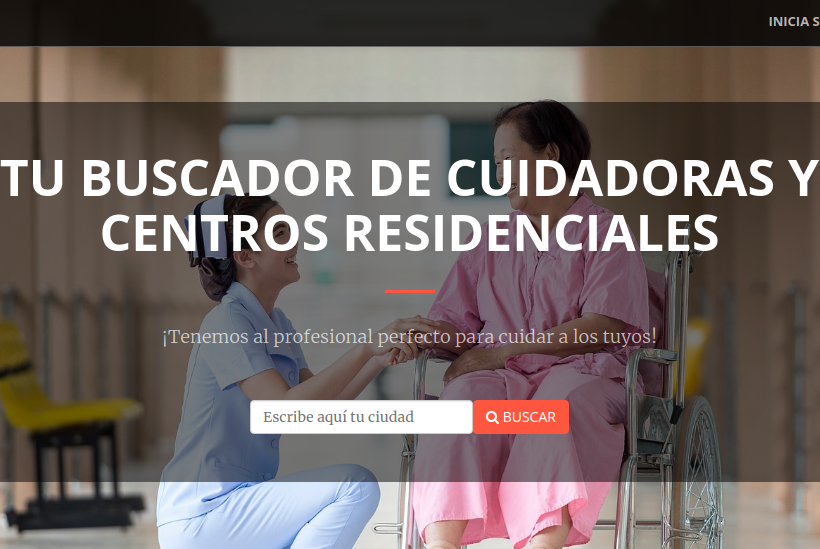 INICIA S
TU BUSCADOR DE CUIDADORAS Y
CENTROS RESIDENCIALES
¡Tenemos al profesional perfecto para cuidar a los tuyos!
Escribe aquí tu ciudad
BUSCAR